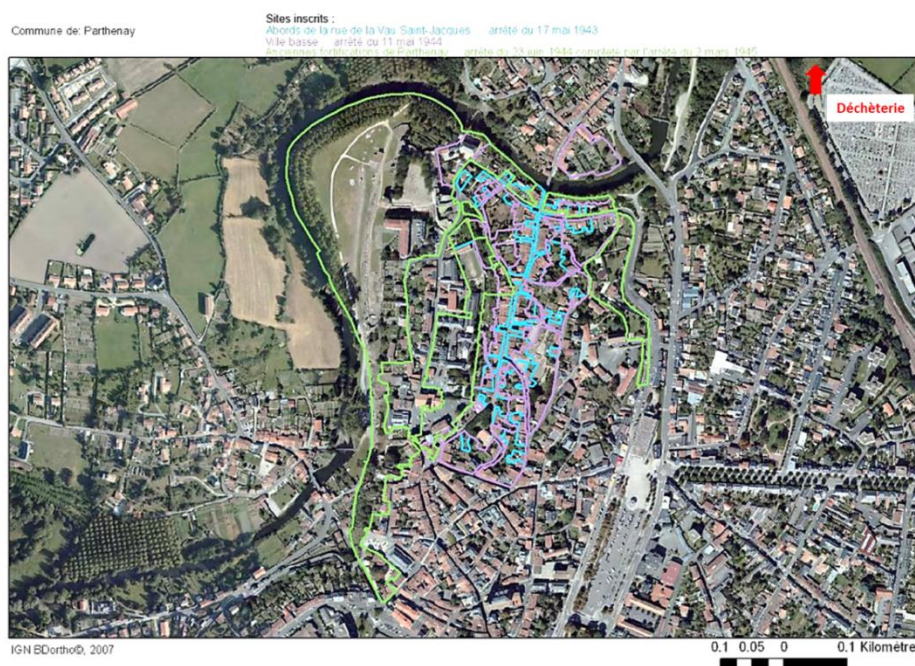 Commune de: Parthenay
Sites inscrits :
Abords de la rue de la Vau Saint-Jacques arrêté du 17 mai 1943
Ville basse arrêté du 11 mai 1944
Anciennes fortifications de Parthenay arrêté du 23 juin 1944 complété par l'arrêté du 2 mars 1945
Déchèterie
IGN BDortho©, 2007
0.1 0.05 0 0.1 Kilomètre